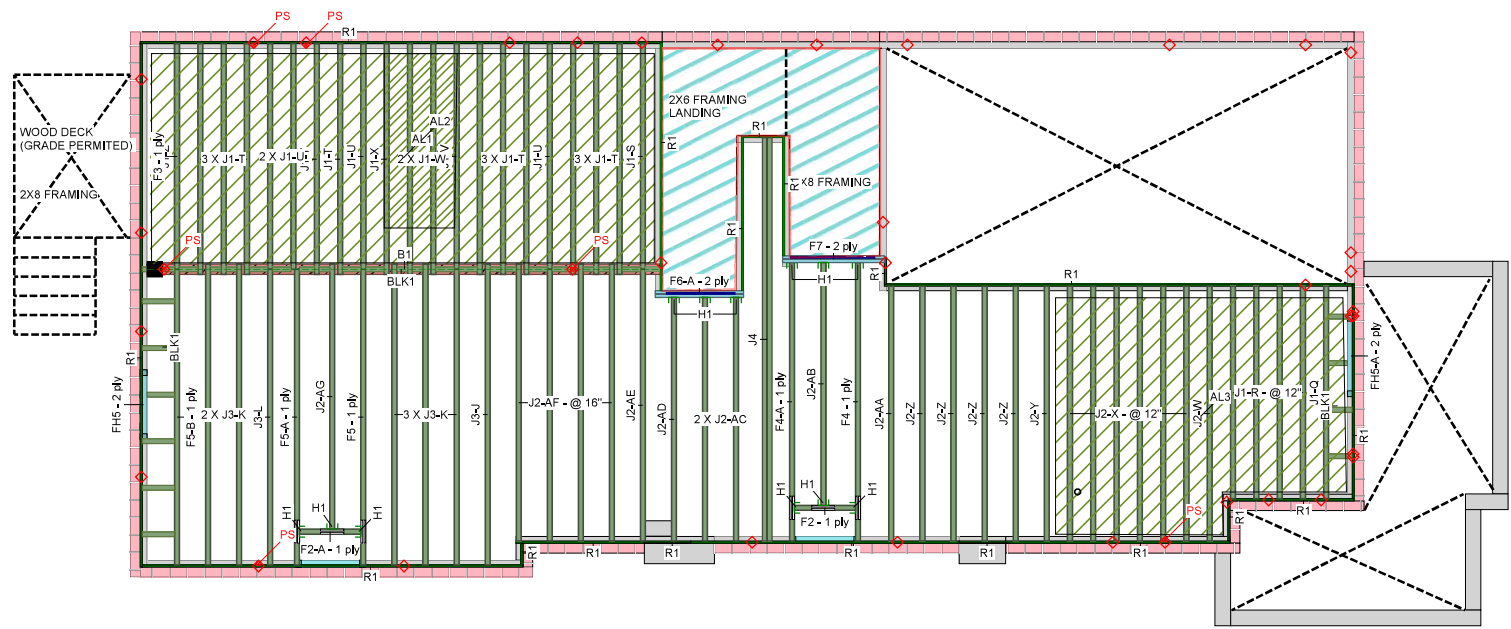 PS
PS
R1
WOOD DECK
(GRADE PERMITED)
2X8 FRAMING
F3 - 1 ply
3 X J1-T
2 X J1-U
J1-T
J1-U
J1-X
AL1
AL2
2 X J1-W
3 X J1-T
J1-U
3 X J1-T
J1-S
R1
2X6 FRAMING
LANDING
R1
R1
X8 FRAMING
R1
F7 - 2 ply
H1
R1
R1
PS
PS
B1
BLK1
F6-A - 2 ply
H1
BLK1
R1
FH5 - 2 ply
F5-B - 1 ply
2 X J3-K
J3-L
F5-A - 1 ply
J2-AG
F5 - 1 ply
3 X J3-K
J3-J
J2-AF - @ 16"
J2-AE
J2-AD
2 X J2-AC
J4
F4-A - 1 ply
J2-AB
F4 - 1 ply
J2-AA
J2-Z
J2-Z
J2-Z
J2-Z
J2-Y
J2-X - @ 12"
J2-W
AL3
J1-R - @ 12"
J1-Q
BLK1
FH5-A - 2 ply
R1
H1
H1
H1
F2-A - 1 ply
H1
H1
H1
F2 - 1 ply
PS
PS
R1
R1
R1
R1
R1
R1
R1
R1
R1
R1